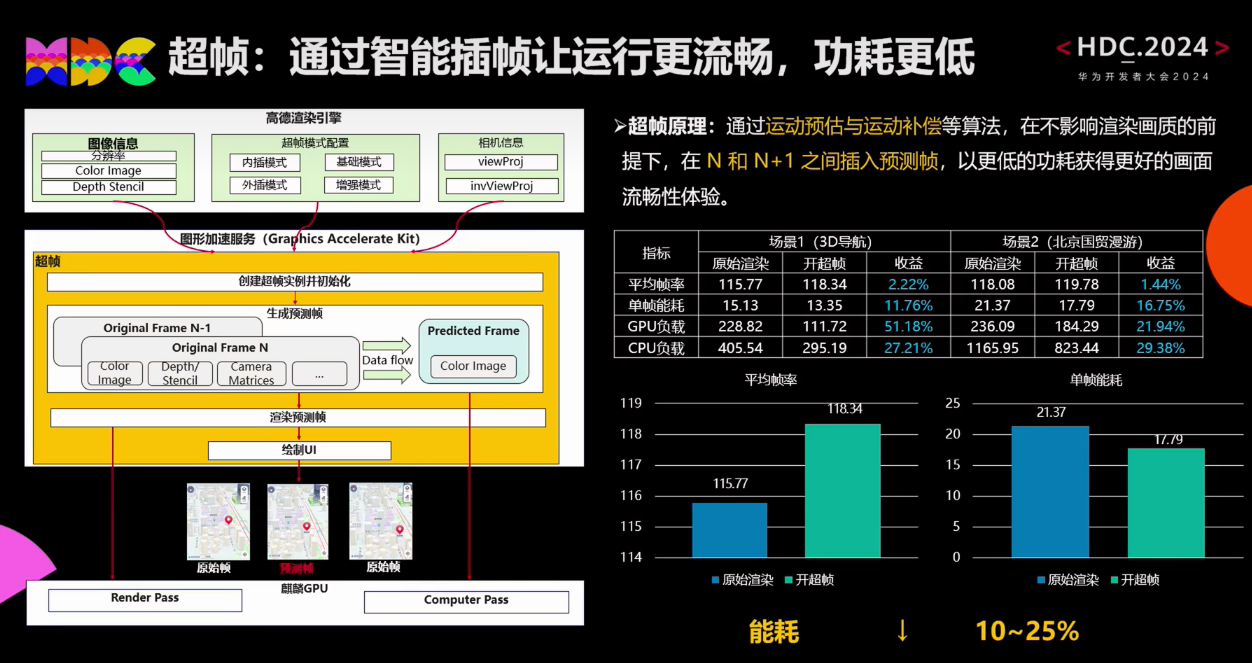 HDC
超帧：通过智能插帧让运行更流畅，功耗更低
<HDC.2024>
华为开发者大会2024
高德渲染引擎
图像信息
分辨率
Color Image
Depth Stencil
超帧模式配置
内插模式 基础模式
外插模式 增强模式
相机信息
viewProj
invViewProj
图形加速服务（Graphics Accelerate Kit）
超帧
创建超帧实例并初始化
生成预测帧
Original Frame N-1
Original Frame N
Color Image
Depth/ Stencil
Camera Matrices
...
Data flow
Predicted Frame
Color Image
渲染预测帧
绘制UI
原始帧 预测帧 原始帧
麒麟GPU
Render Pass
Computer Pass
➢超帧原理：通过运动预估与运动补偿等算法，在不影响渲染画质的前
提下，在 N 和 N+1 之间插入预测帧，以更低的功耗获得更好的画面
流畅性体验。
指标 场景1（3D导航） 场景2（北京国贸漫游）
原始渲染 开超帧 收益 原始渲染 开超帧 收益
平均帧率 115.77 118.34 2.22% 118.08 119.78 1.44%
单帧能耗 15.13 13.35 11.76% 21.37 17.79 16.75%
GPU负载 228.82 111.72 51.18% 236.09 184.29 21.94%
CPU负载 405.54 295.19 27.21% 1165.95 823.44 29.38%
平均帧率
119
118
117
116
115
114
115.77
118.34
原始渲染 开超帧
单帧能耗
25
20
15
10
5
0
21.37
17.79
原始渲染 开超帧
能耗 ↓ 10~25%